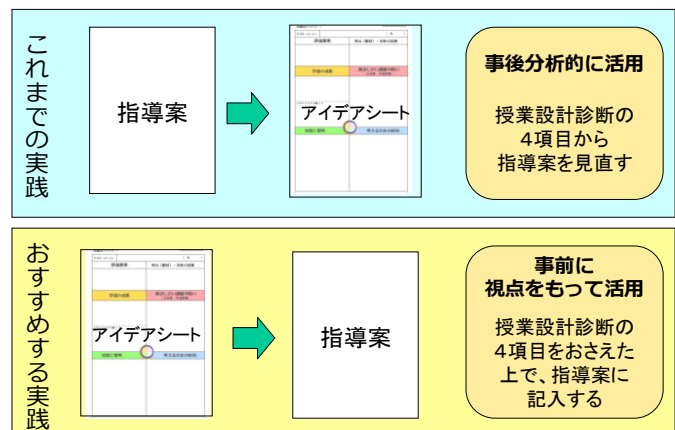 これまでの実践
指導案
アイデアシート
事後分析的に活用
授業設計診断の
4項目から
指導案を見直す
おすすめする実践
アイデアシート
指導案
事前に
視点をもって活用
授業設計診断の
4項目をおさえた
上で、指導案に
記入する